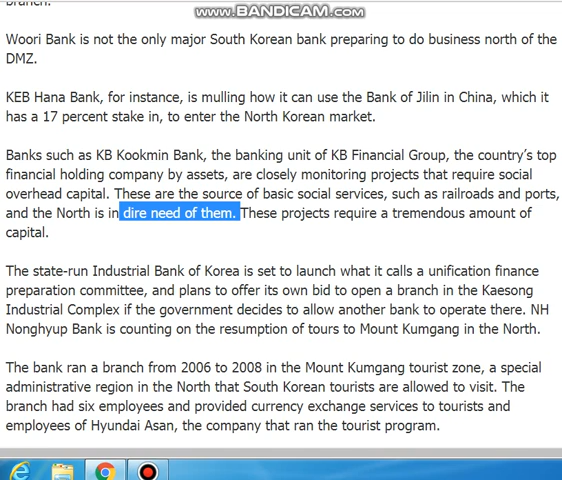 branch.
www.BANDICAM.com
Woori Bank is not the only major South Korean bank preparing to do business north of the
DMZ.
KEB Hana Bank, for instance, is mulling how it can use the Bank of Jilin in China, which it
has a 17 percent stake in, to enter the North Korean market.
Banks such as KB Kookmin Bank, the banking unit of KB Financial Group, the country's top
financial holding company by assets, are closely monitoring projects that require social
overhead capital. These are the source of basic social services, such as railroads and ports,
and the North is in dire need of them. These projects require a tremendous amount of
capital.
The state-run Industrial Bank of Korea is set to launch what it calls a unification finance
preparation committee, and plans to offer its own bid to open a branch in the Kaesong
Industrial Complex if the government decides to allow another bank to operate there. NH
Nonghyup Bank is counting on the resumption of tours to Mount Kumgang in the North.
The bank ran a branch from 2006 to 2008 in the Mount Kumgang tourist zone, a special
administrative region in the North that South Korean tourists are allowed to visit. The
branch had six employees and provided currency exchange services to tourists and
employees of Hyundai Asan, the company that ran the tourist program.